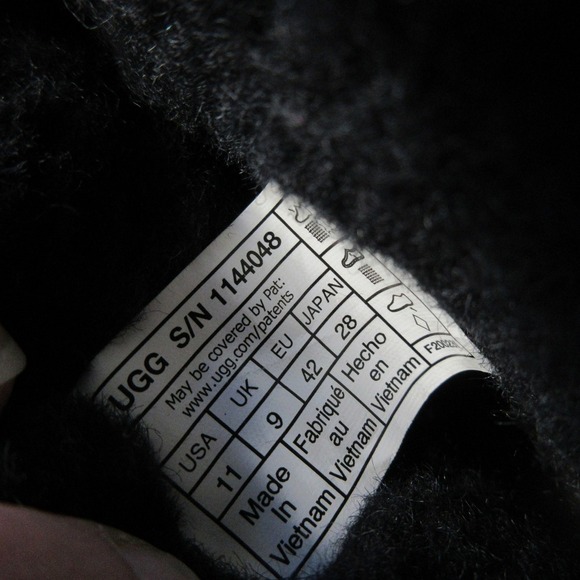 UGG S/N 1144048
May be covered by Pat:
www.ugg.com/patents
USA UK EU JAPAN
11 9 42 28
Made In Vietnam
Fabriqué au Vietnam
Hecho en Vietnam